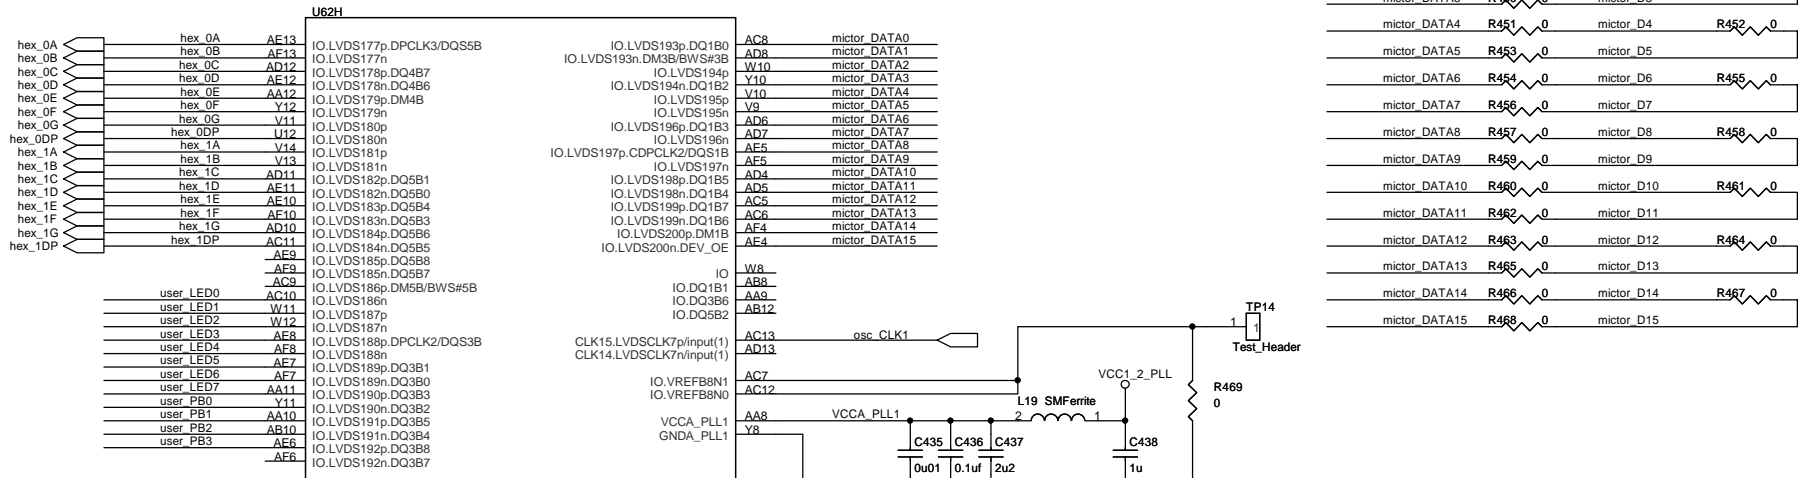 U62H
hex_0A hex_0A AE13 IO.LVDS177p.DPCLK3/DQS5B IO.LVDS193p.DQ1B0 AC8 mictor_DATA0
hex_0B hex_0B AF13 IO.LVDS177n IO.LVDS193n.DM3B/BWS#3B AD8 mictor_DATA1
hex_0C hex_0C AD12 IO.LVDS178p.DQ4B7 IO.LVDS194p W10 mictor_DATA2
hex_0D hex_0D AE12 IO.LVDS178n.DQ4B6 IO.LVDS194n.DQ1B2 Y10 mictor_DATA3
hex_0E hex_0E AA12 IO.LVDS179p.DM4B IO.LVDS195p V10 mictor_DATA4
hex_0F hex_0F Y12 IO.LVDS179n IO.LVDS195n V9 mictor_DATA5
hex_0G hex_0G V11 IO.LVDS180p IO.LVDS196p.DQ1B3 AD6 mictor_DATA6
hex_0DP hex_0DP U12 IO.LVDS180n IO.LVDS196n AD7 mictor_DATA7
hex_1A hex_1A V14 IO.LVDS181p IO.LVDS197p.CDPCLK2/DQS1B AE5 mictor_DATA8
hex_1B hex_1B V13 IO.LVDS181n IO.LVDS197n AF5 mictor_DATA9
hex_1C hex_1C AD11 IO.LVDS182p.DQ5B1 IO.LVDS198p.DQ1B5 AD4 mictor_DATA10
hex_1D hex_1D AE11 IO.LVDS182n.DQ5B0 IO.LVDS198n.DQ1B4 AD5 mictor_DATA11
hex_1E hex_1E AE10 IO.LVDS183p.DQ5B4 IO.LVDS199p.DQ1B7 AC5 mictor_DATA12
hex_1F hex_1F AF10 IO.LVDS183n.DQ5B3 IO.LVDS199n.DQ1B6 AC6 mictor_DATA13
hex_1G hex_1G AD10 IO.LVDS184p.DQ5B6 IO.LVDS200p.DM1B AF4 mictor_DATA14
hex_1DP hex_1DP AC11 IO.LVDS184n.DQ5B5 IO.LVDS200n.DEV_OE AE4 mictor_DATA15
AE9 IO.LVDS185p.DQ5B8
AF9 IO.LVDS185n.DQ5B7 IO W8
AC9 IO.LVDS186p.DM5B/BWS#5B IO.DQ1B1 AB8
user_LED0 AC10 IO.LVDS186n IO.DQ3B6 AA9
user_LED1 W11 IO.LVDS187p IO.DQ5B2 AB12
user_LED2 W12 IO.LVDS187n
user_LED3 AE8 IO.LVDS188p.DPCLK2/DQS3B CLK15.LVDSCLK7p/input(1) AC13 osc_CLK1
user_LED4 AF8 IO.LVDS188n CLK14.LVDSCLK7n/input(1) AD13
user_LED5 AE7 IO.LVDS189p.DQ3B1
user_LED6 AF7 IO.LVDS189n.DQ3B0 IO.VREFB8N1 AC7
user_LED7 AA11 IO.LVDS190p.DQ3B3 IO.VREFB8N0 AC12
user_PB0 Y11 IO.LVDS190n.DQ3B2
user_PB1 AA10 IO.LVDS191p.DQ3B5 VCCA_PLL1 AA8 VCCA_PLL1
user_PB2 AB10 IO.LVDS191n.DQ3B4 GNDA_PLL1 Y8
user_PB3 AE6 IO.LVDS192p.DQ3B8
AF6 IO.LVDS192n.DQ3B7
TP14
1 1
Test_Header
VCC1_2_PLL
R469
0
L19 SMFerrite
2 1
C435 C436 C437 C438
0u01 0.1uf 2u2 1u
mictor_DATA4 R451 0 mictor_D4 R452 0
mictor_DATA5 R453 0 mictor_D5
mictor_DATA6 R454 0 mictor_D6 R455 0
mictor_DATA7 R456 0 mictor_D7
mictor_DATA8 R457 0 mictor_D8 R458 0
mictor_DATA9 R459 0 mictor_D9
mictor_DATA10 R460 0 mictor_D10 R461 0
mictor_DATA11 R462 0 mictor_D11
mictor_DATA12 R463 0 mictor_D12 R464 0
mictor_DATA13 R465 0 mictor_D13
mictor_DATA14 R466 0 mictor_D14 R467 0
mictor_DATA15 R468 0 mictor_D15